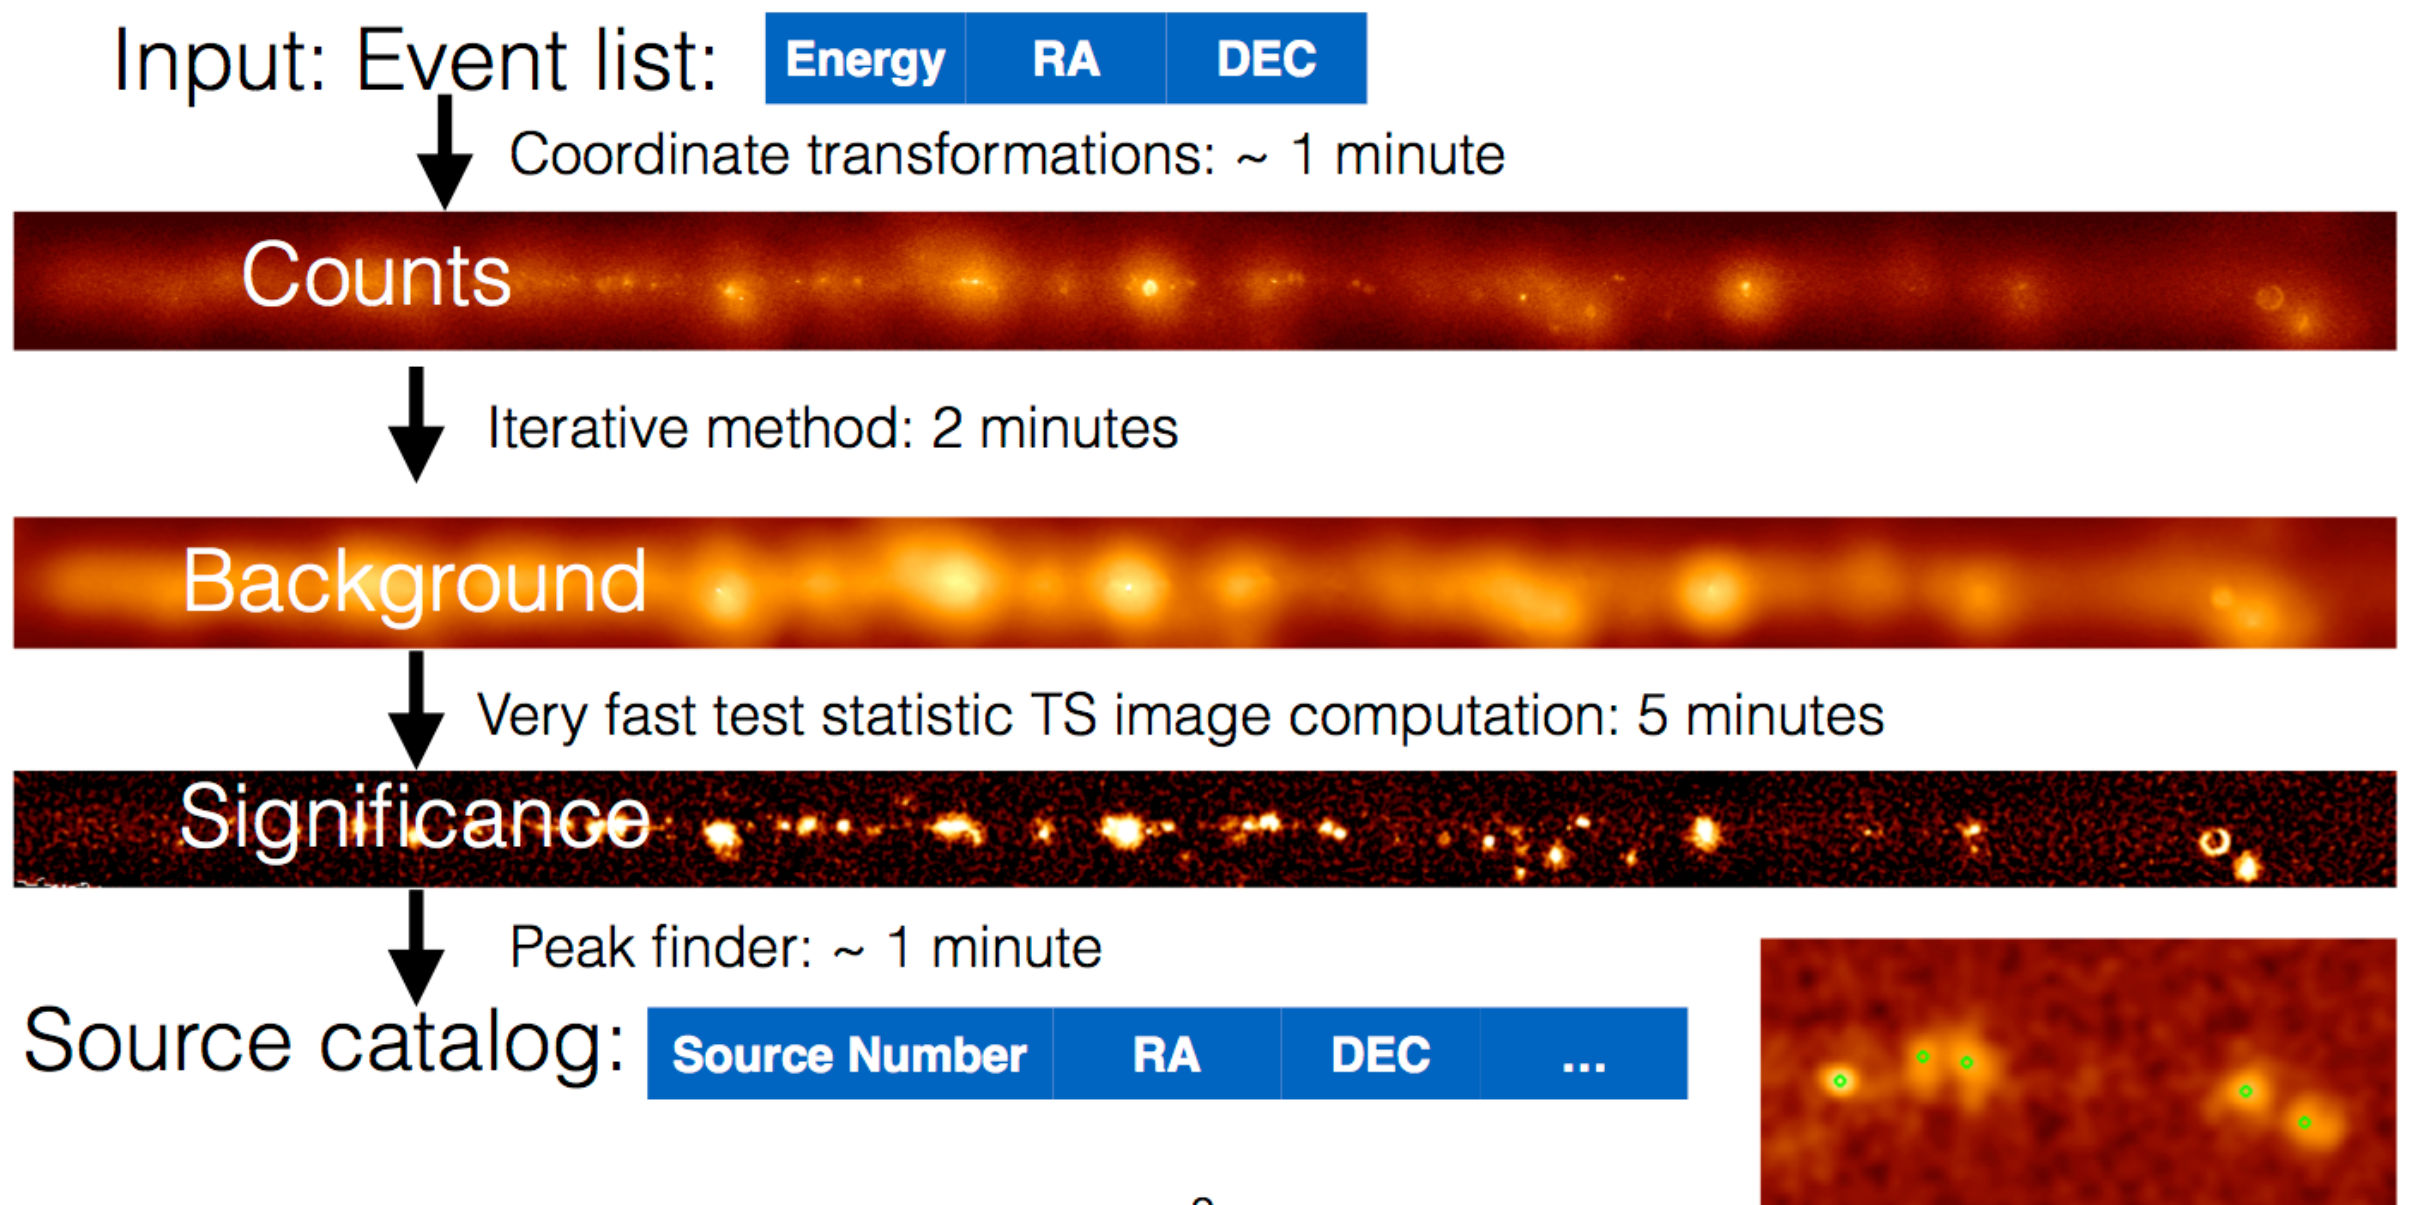 Input: Event list: Energy RA DEC
Coordinate transformations: ~ 1 minute
Counts
Iterative method: 2 minutes
Background
Very fast test statistic TS image computation: 5 minutes
Significance
Peak finder: ~ 1 minute
Source catalog: Source Number RA DEC ...